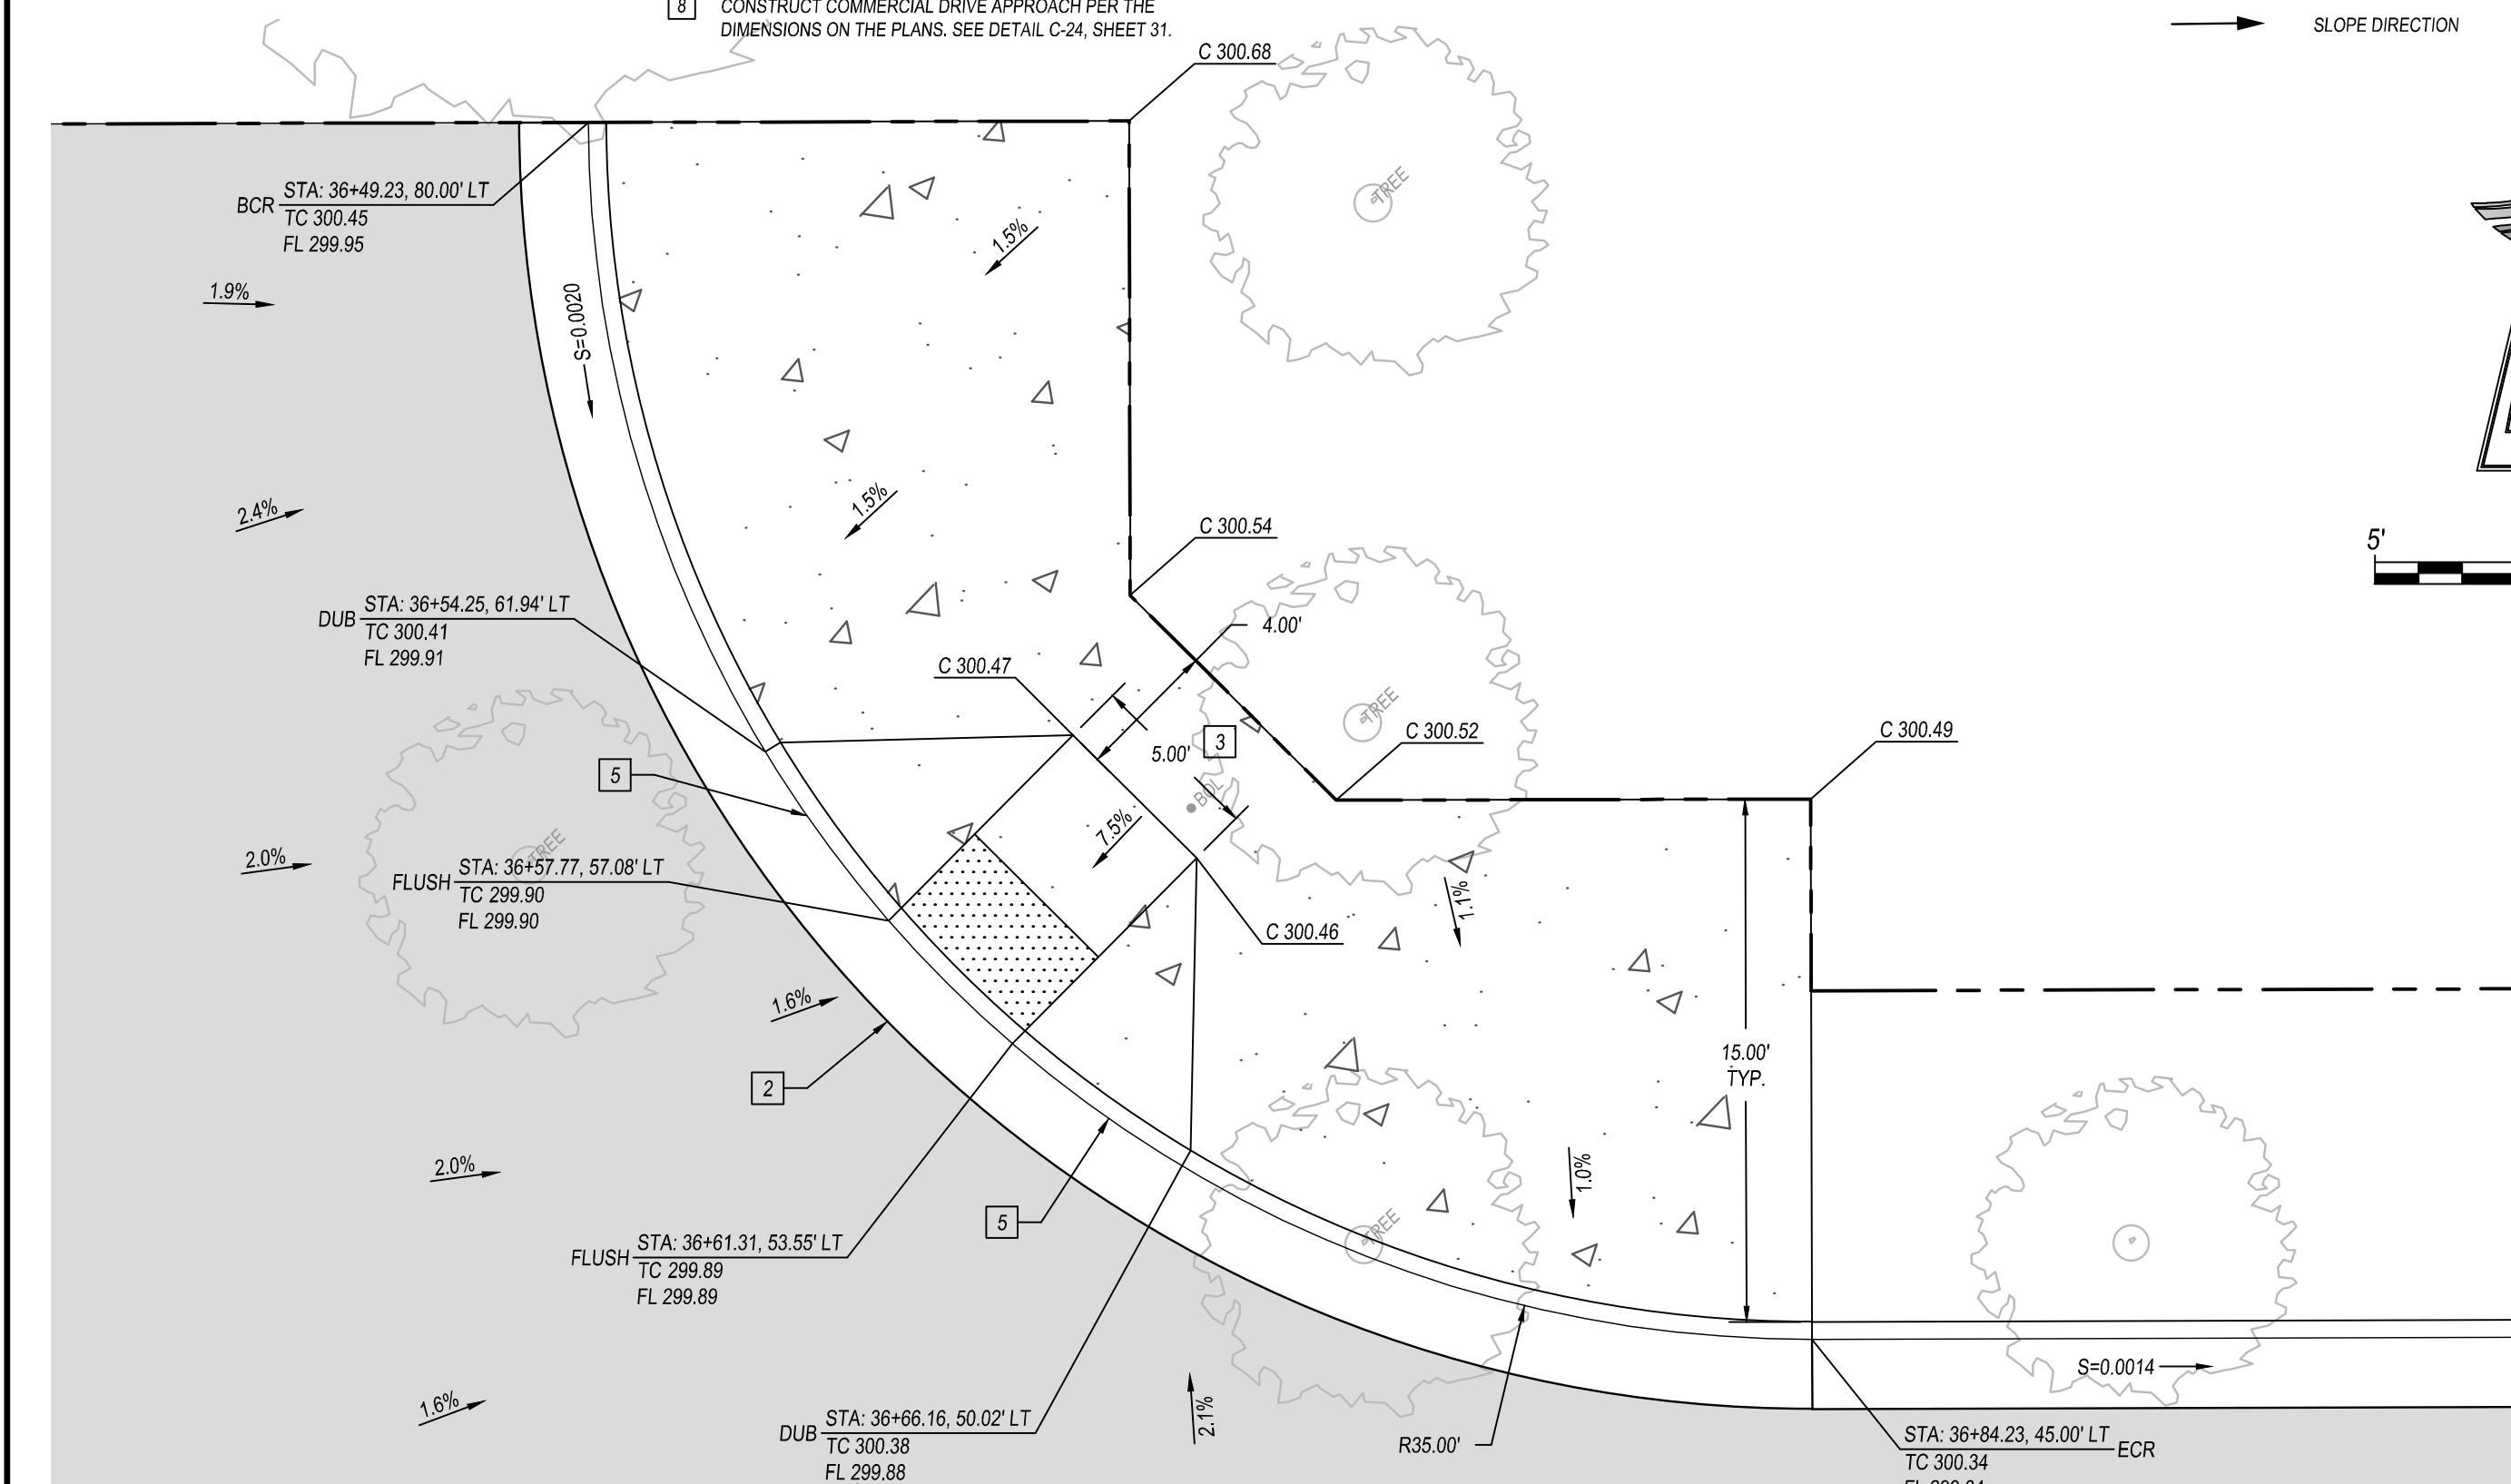 8 CONSTRUCT COMMERCIAL DRIVE APPROACH PER THE
DIMENSIONS ON THE PLANS. SEE DETAIL C-24, SHEET 31.
SLOPE DIRECTION
C 300.68
TREE
BCR STA: 36+49.23, 80.00' LT
TC 300.45
FL 299.95
1.5%
1.9%
S=0.0020
2.4%
1.5%
C 300.54
5'
DUB STA: 36+54.25, 61.94' LT
TC 300.41
FL 299.91
4.00'
C 300.47
TREE
C 300.52
C 300.49
5.00'
3
5
BOL
7.5%
TREE
2.0%
FLUSH STA: 36+57.77, 57.08' LT
TC 299.90
FL 299.90
1.1%
C 300.46
1.6%
15.00'
TYP.
2
2.0%
1.0%
5
TREE
FLUSH STA: 36+61.31, 53.55' LT
TC 299.89
FL 299.89
S=0.0014
1.6%
2.1%
DUB STA: 36+66.16, 50.02' LT
TC 300.38
FL 299.88
R35.00'
STA: 36+84.23, 45.00' LT ECR
TC 300.34